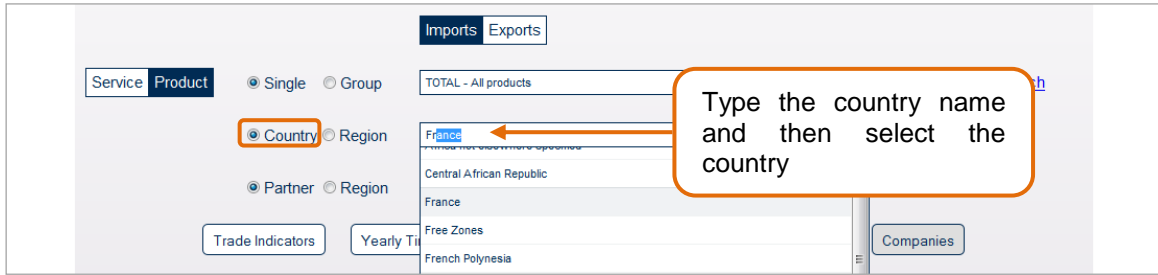 Imports Exports
Service Product Single Group TOTAL - All products
Type the country name
and then select the
country
Country Region France
Central African Republic
Partner Region
France
Free Zones
Trade Indicators Yearly Companies
French Polynesia